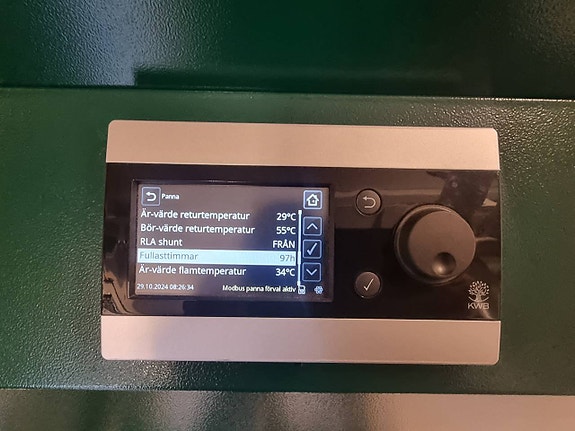 Panna
Är-värde returtemperatur 29°C
Bör-värde returtemperatur 55°C
RLA shunt FRÅN
Fullasttimmar 97h
Är-värde flamtemperatur 34°C
29.10.2024 08:26:34 Modbus panna förval aktiv
KWB